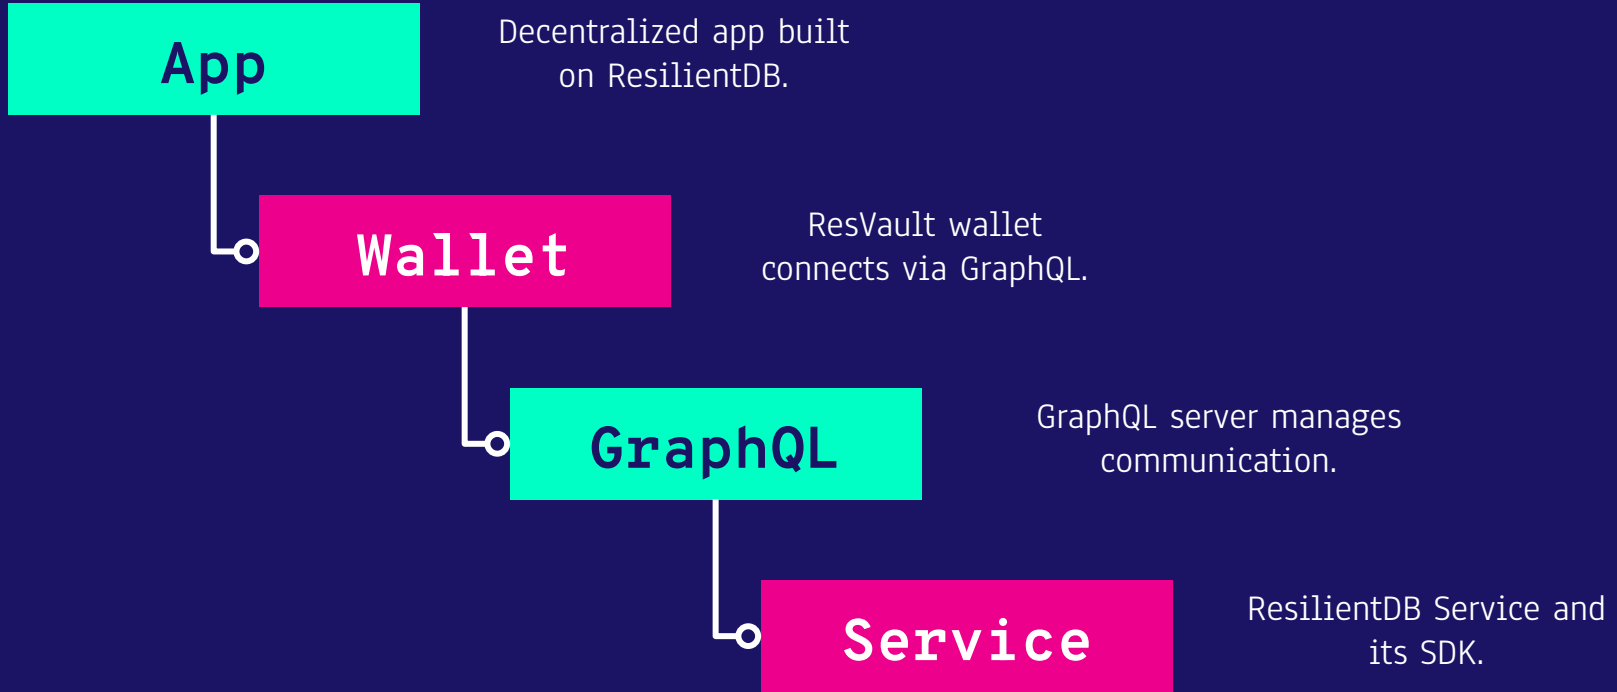 App
Decentralized app built
on ResilientDB.
Wallet
ResVault wallet
connects via GraphQL.
GraphQL
GraphQL server manages
communication.
Service
ResilientDB Service and
its SDK.